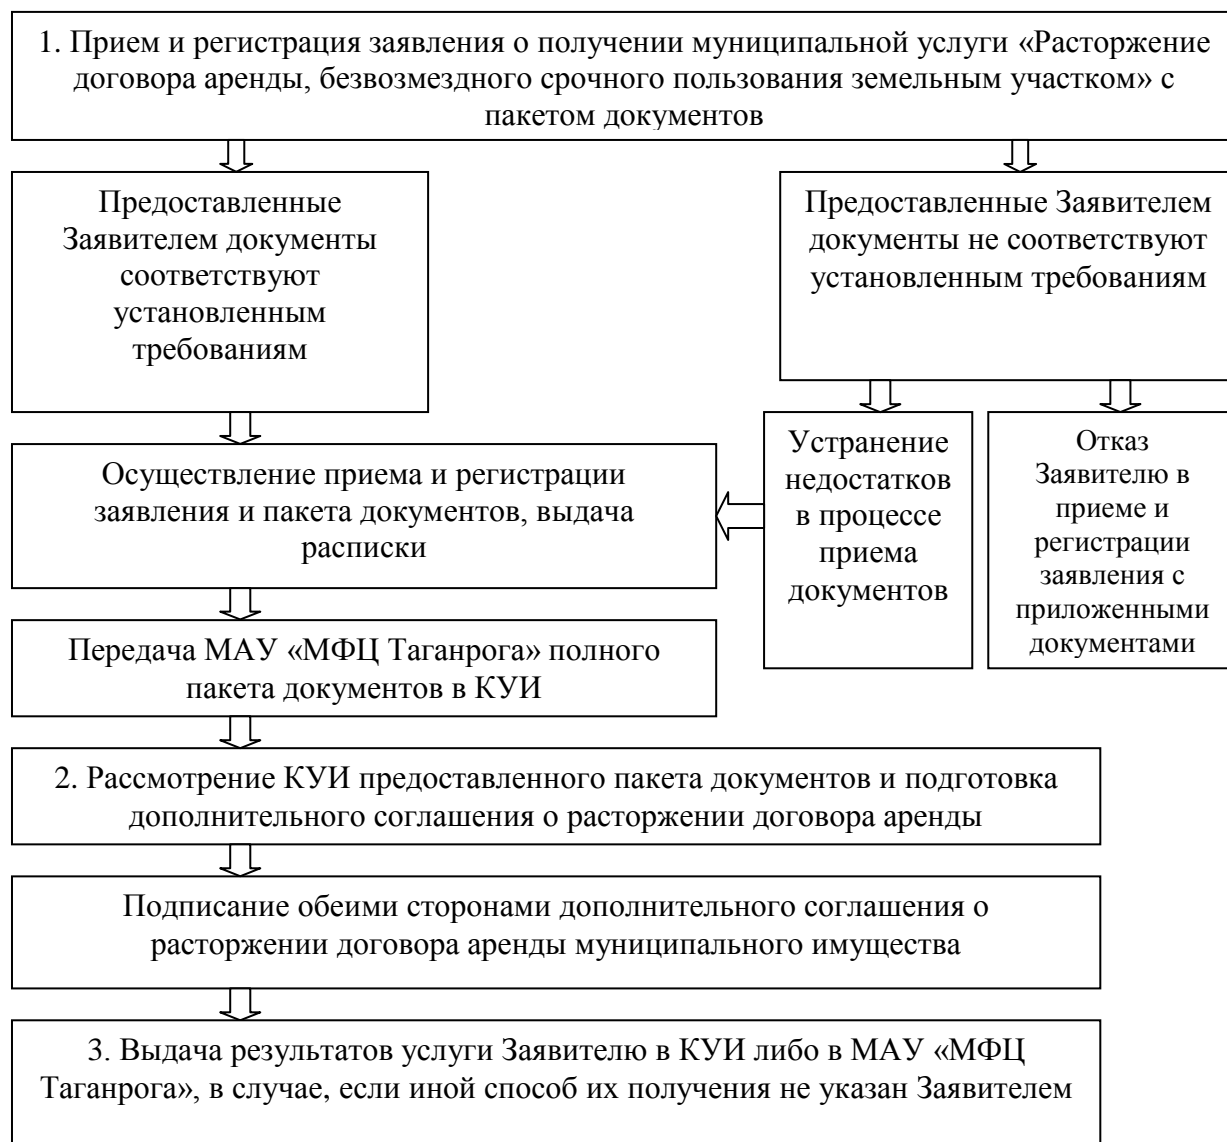 1. Прием и регистрация заявления о получении муниципальной услуги «Расторжение
договора аренды, безвозмездного срочного пользования земельным участком» с
пакетом документов
Предоставленные
Заявителем документы
соответствуют
установленным
требованиям
Предоставленные Заявителем
документы не соответствуют
установленным требованиям
Осуществление приема и регистрации
заявления и пакета документов, выдача
расписки
Устранение
недостатков
в процессе
приема
документов
Отказ
Заявителю в
приеме и
регистрации
заявления с
приложенными
документами
Передача МАУ «МФЦ Таганрога» полного
пакета документов в КУИ
2. Рассмотрение КУИ предоставленного пакета документов и подготовка
дополнительного соглашения о расторжении договора аренды
Подписание обеими сторонами дополнительного соглашения о
расторжении договора аренды муниципального имущества
3. Выдача результатов услуги Заявителю в КУИ либо в МАУ «МФЦ
Таганрога», в случае, если иной способ их получения не указан Заявителем